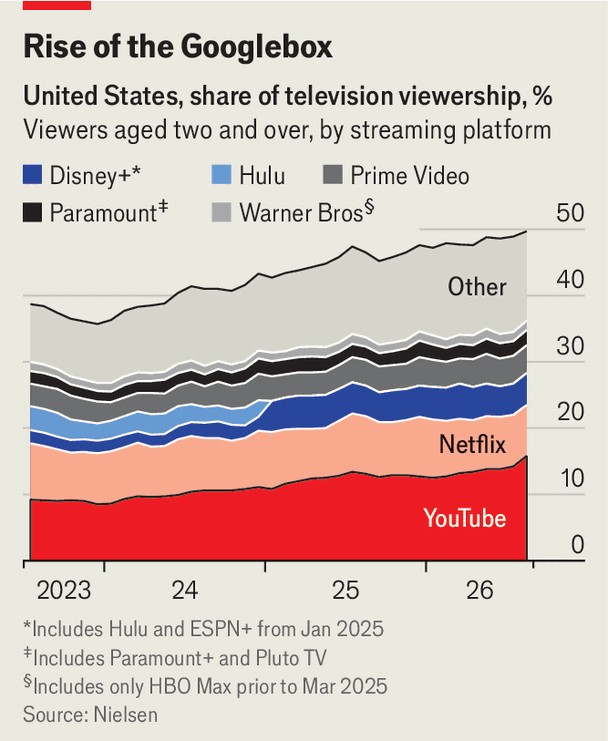 Rise of the Googlebox
United States, share of television viewership, %
Viewers aged two and over, by streaming platform
Disney+* Hulu Prime Video
Paramount‡ Warner Bros§
50
Other
40
30
20
Netflix
10
YouTube
0
2023 24 25 26
*Includes Hulu and ESPN+ from Jan 2025
‡Includes Paramount+ and Pluto TV
§Includes only HBO Max prior to Mar 2025
Source: Nielsen